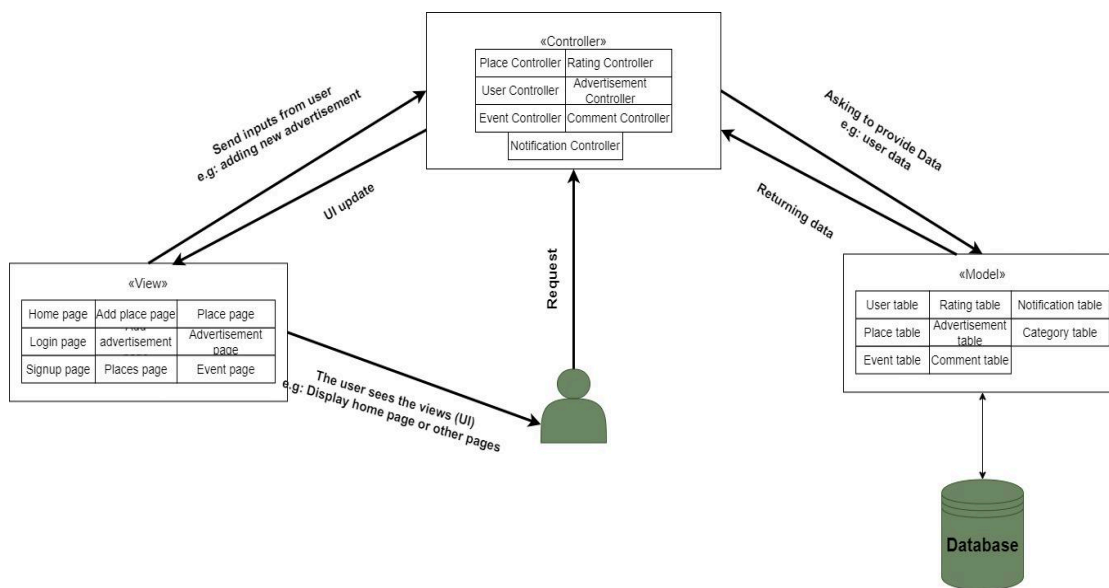 «Controller»
Place Controller
Rating Controller
User Controller
Advertisement
Controller
Event Controller
Comment Controller
Notification Controller
Send inputs from user
e.g: adding new advertisement
UI update
Asking to provide Data
e.g: user data
Returning data
Request
«View»
Home page
Add place page
Place page
Login page
advertisement
Advertisement
page
Signup page
Places page
Event page
«Model»
User table
Rating table
Notification table
Place table
Advertisement
table
Category table
Event table
Comment table
The user sees the views (UI)
e.g: Display home page or other pages
Database